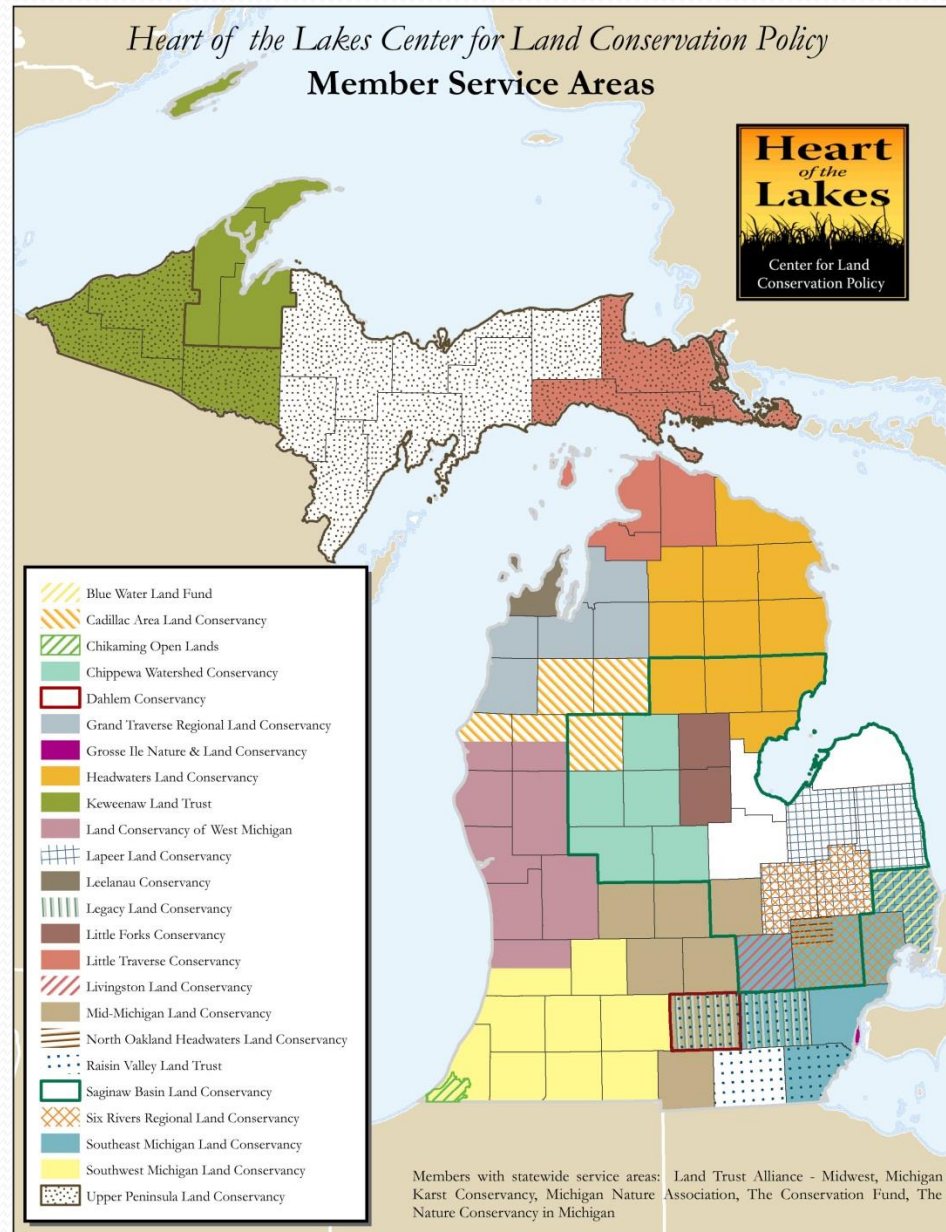 Heart of the Lakes Center for Land Conservation Policy
Member Service Areas
Heart
of the
Lakes
Center for Land
Conservation Policy
Blue Water Land Fund
Cadillac Area Land Conservancy
Chikaming Open Lands
Chippewa Watershed Conservancy
Dahlem Conservancy
Grand Traverse Regional Land Conservancy
Grosse Ile Nature & Land Conservancy
Headwaters Land Conservancy
Keweenaw Land Trust
Land Conservancy of West Michigan
Lapeer Land Conservancy
Leelanau Conservancy
Legacy Land Conservancy
Little Forks Conservancy
Little Traverse Conservancy
Livingston Land Conservancy
Mid-Michigan Land Conservancy
North Oakland Headwaters Land Conservancy
Raisin Valley Land Trust
Saginaw Basin Land Conservancy
Six Rivers Regional Land Conservancy
Southeast Michigan Land Conservancy
Southwest Michigan Land Conservancy
Upper Peninsula Land Conservancy
Members with statewide service areas: Land Trust Alliance - Midwest, Michigan
Karst Conservancy, Michigan Nature Association, The Conservation Fund, The
Nature Conservancy in Michigan